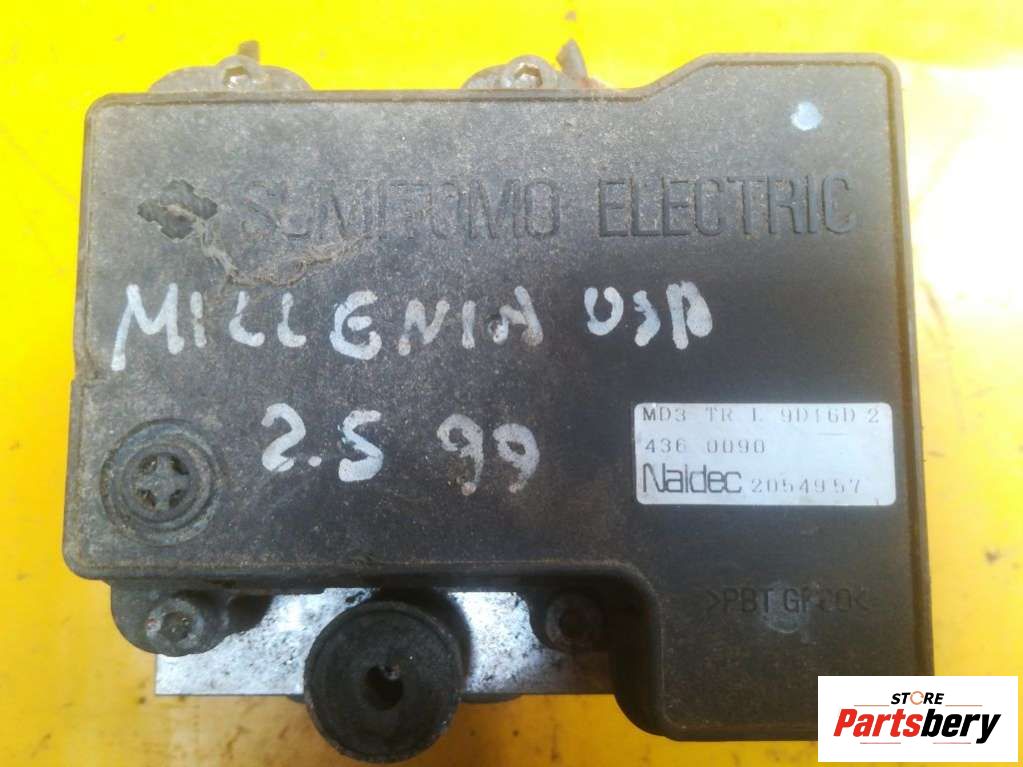 SUMITOMO ELECTRIC
MILLENIA USA
2.5 99
MD3 TR L 9D16D 2
436 0090
Naldec 2054957
>PBT GF20<
STORE
Partsbery